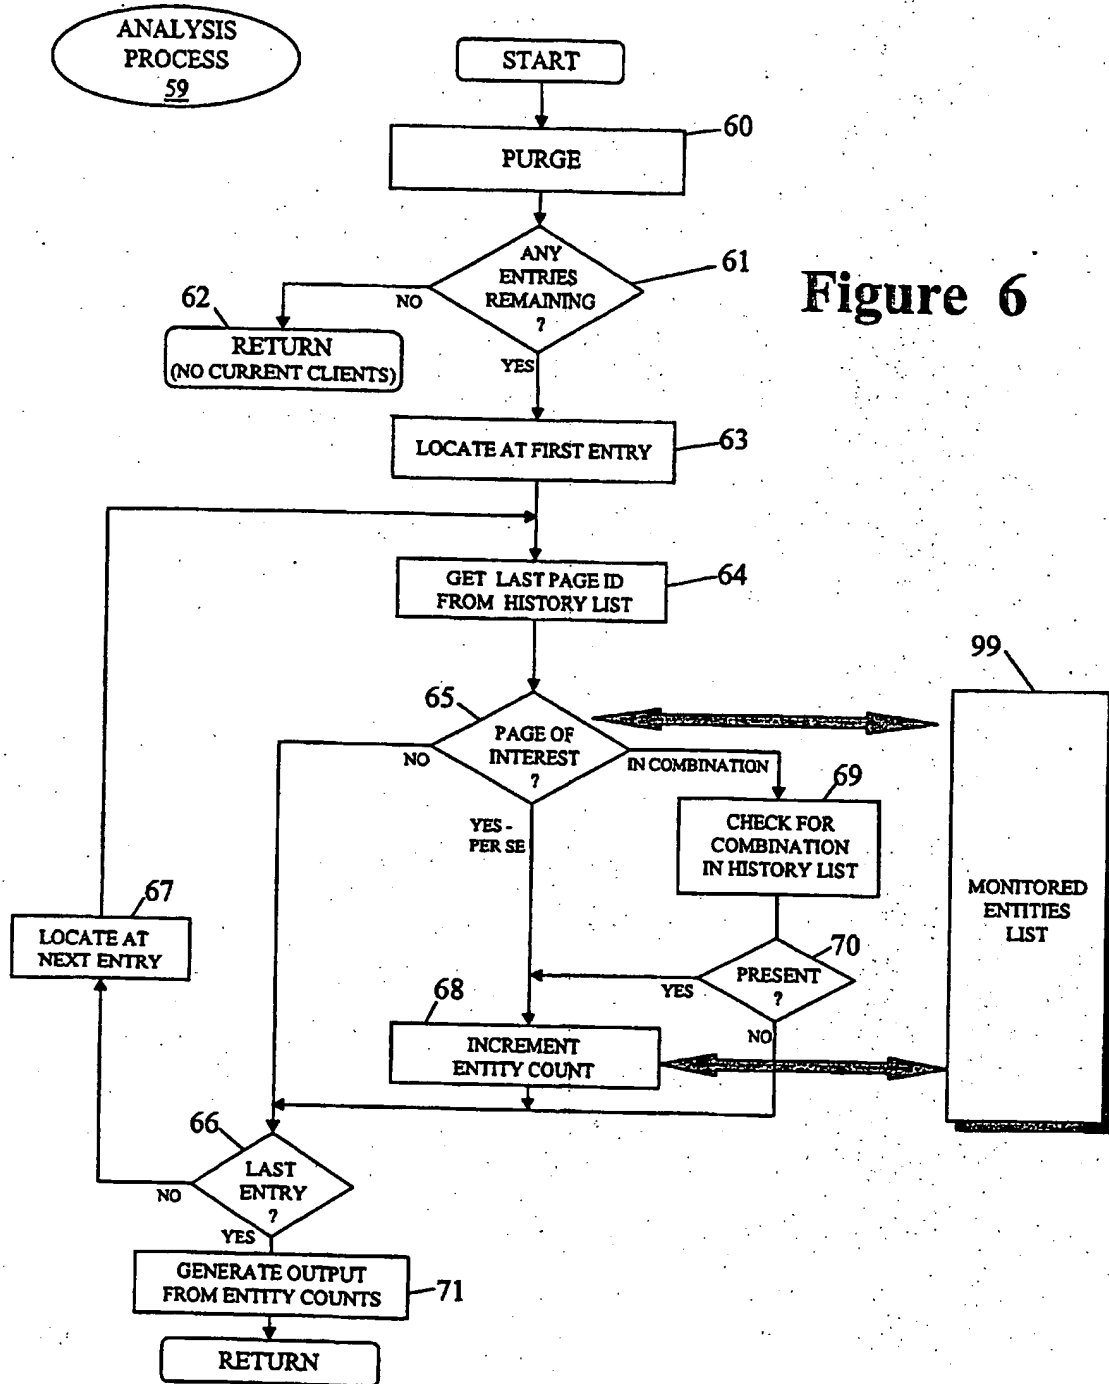 ANALYSIS
PROCESS
59
START
60
PURGE
ANY
ENTRIES
REMAINING
?
61
NO
YES
62
RETURN
(NO CURRENT CLIENTS)
Figure 6
LOCATE AT FIRST ENTRY
63
GET LAST PAGE ID
FROM HISTORY LIST
64
65
PAGE OF
INTEREST
?
NO
IN COMBINATION
YES -
PER SE
69
CHECK FOR
COMBINATION
IN HISTORY LIST
99
MONITORED
ENTITIES
LIST
67
LOCATE AT
NEXT ENTRY
70
PRESENT
?
YES
NO
68
INCREMENT
ENTITY COUNT
66
LAST
ENTRY
?
NO
YES
GENERATE OUTPUT
FROM ENTITY COUNTS
71
RETURN